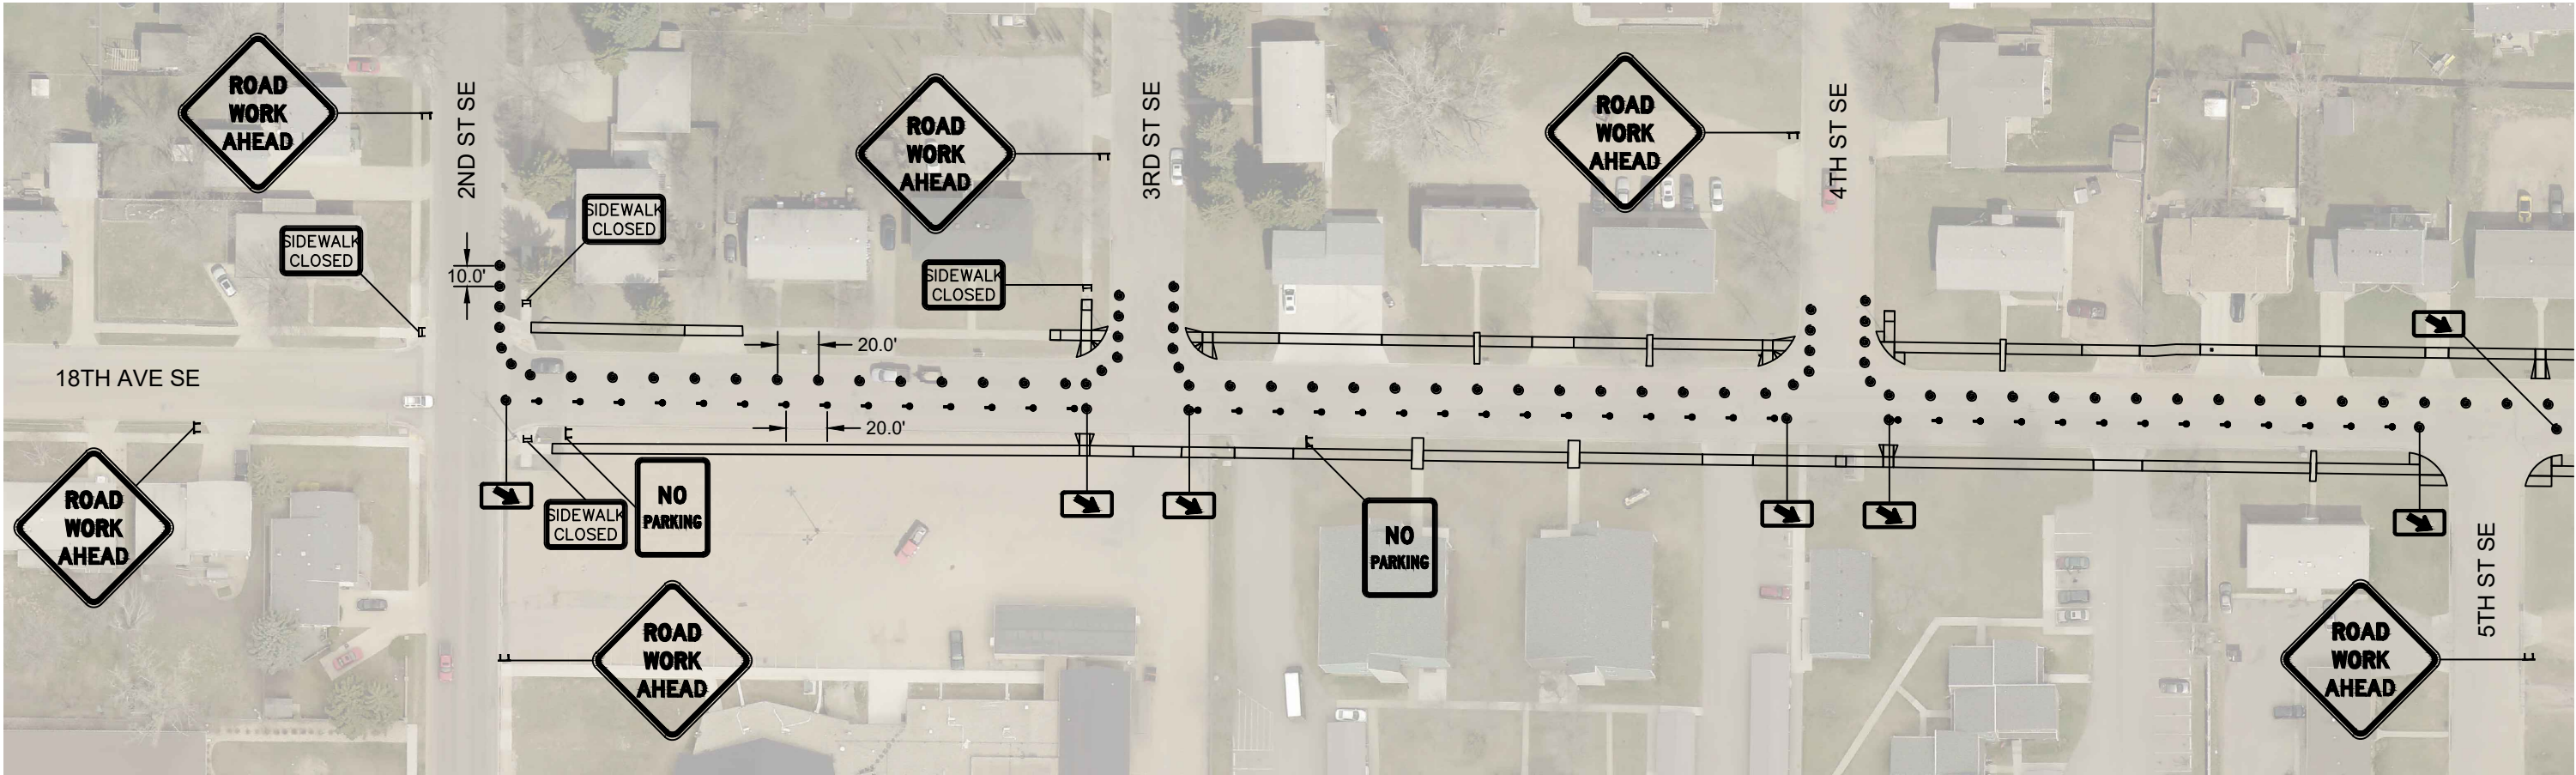 ROAD
WORK
AHEAD
2ND ST SE
ROAD
WORK
AHEAD
3RD ST SE
ROAD
WORK
AHEAD
4TH ST SE
SIDEWALK
CLOSED
SIDEWALK
CLOSED
10.0'
SIDEWALK
CLOSED
20.0'
18TH AVE SE
20.0'
ROAD
WORK
AHEAD
SIDEWALK
CLOSED
NO
PARKING
NO
PARKING
ROAD
WORK
AHEAD
5TH ST SE
ROAD
WORK
AHEAD